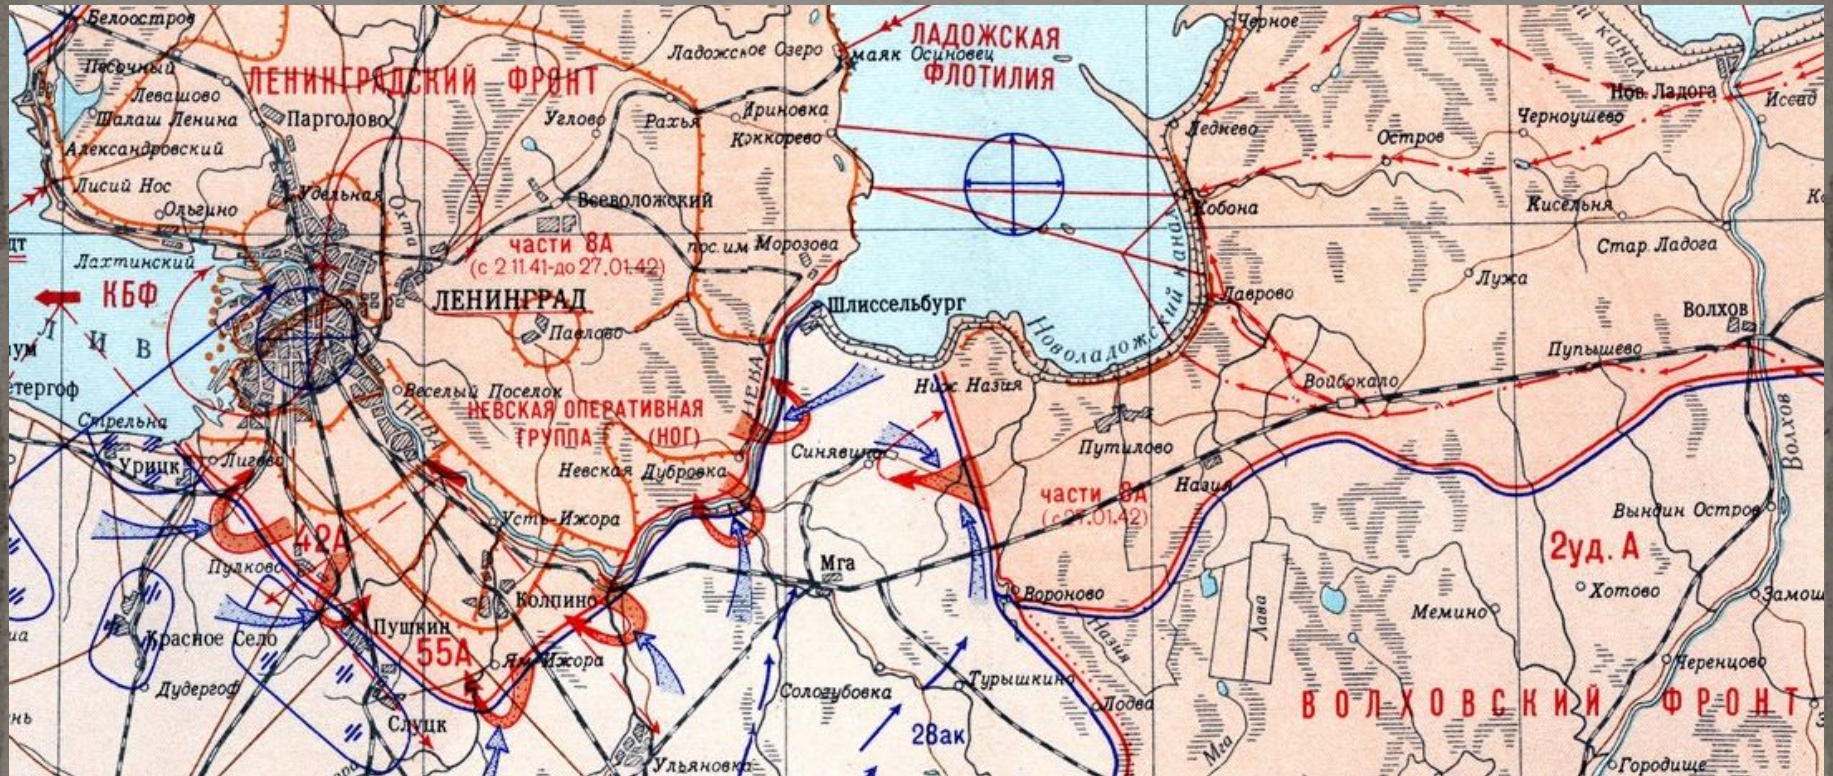 Белоостров
Песочный
Левашово
Шалаш Ленина
Александровский
Лисий Нос
Ольгино
Лахтинский
ЛЕНИНГРАДСКИЙ ФРОНТ
Парголово
Удельная
Охта
Углово
Рахья
Ладожское Озеро
маяк Осиновец
Ириновка
Коккорево
Всеволожский
части 8А
(с 2.11.41-до 27.01.42)
пос. им Морозова
ЛЕНИНГРАД
Павлово
Шлиссельбург
КБФ
Л И В
ум
етергоф
Стрельна
Урицк
Лигово
Веселый Поселок
НЕВА
НЕВСКАЯ ОПЕРАТИВНАЯ
ГРУППА (НОГ)
НЕВА
Невская Дубровка
Усть-Ижора
42А
Пулково
Колпино
Пушкин
55А
Красное Село
Дудергоф
Ям-Ижора
Слуцк
Ульяновка
ЛАДОЖСКАЯ
ФЛОТИЛИЯ
Черное
Леднево
Кобона
Лаврово
Новоладожский
канал
Нов. Ладога
Иссад
Черноушево
Остров
Кисельня
Стар. Ладога
Лужа
Волхов
Пупышево
Войбокало
Ниж Назия
Синявино
Путилово
части 8А
(с 27.01.42)
Назия
Волхов
Вындин Остров
2уд. А
Хотово
Мемино
Замош
Мга
Вороново
Назия
Лава
Черенцово
Сологубовка
Турышкино
Лодва
28ак
Мга
ВОЛХОВСКИЙ ФРОНТ
Городище